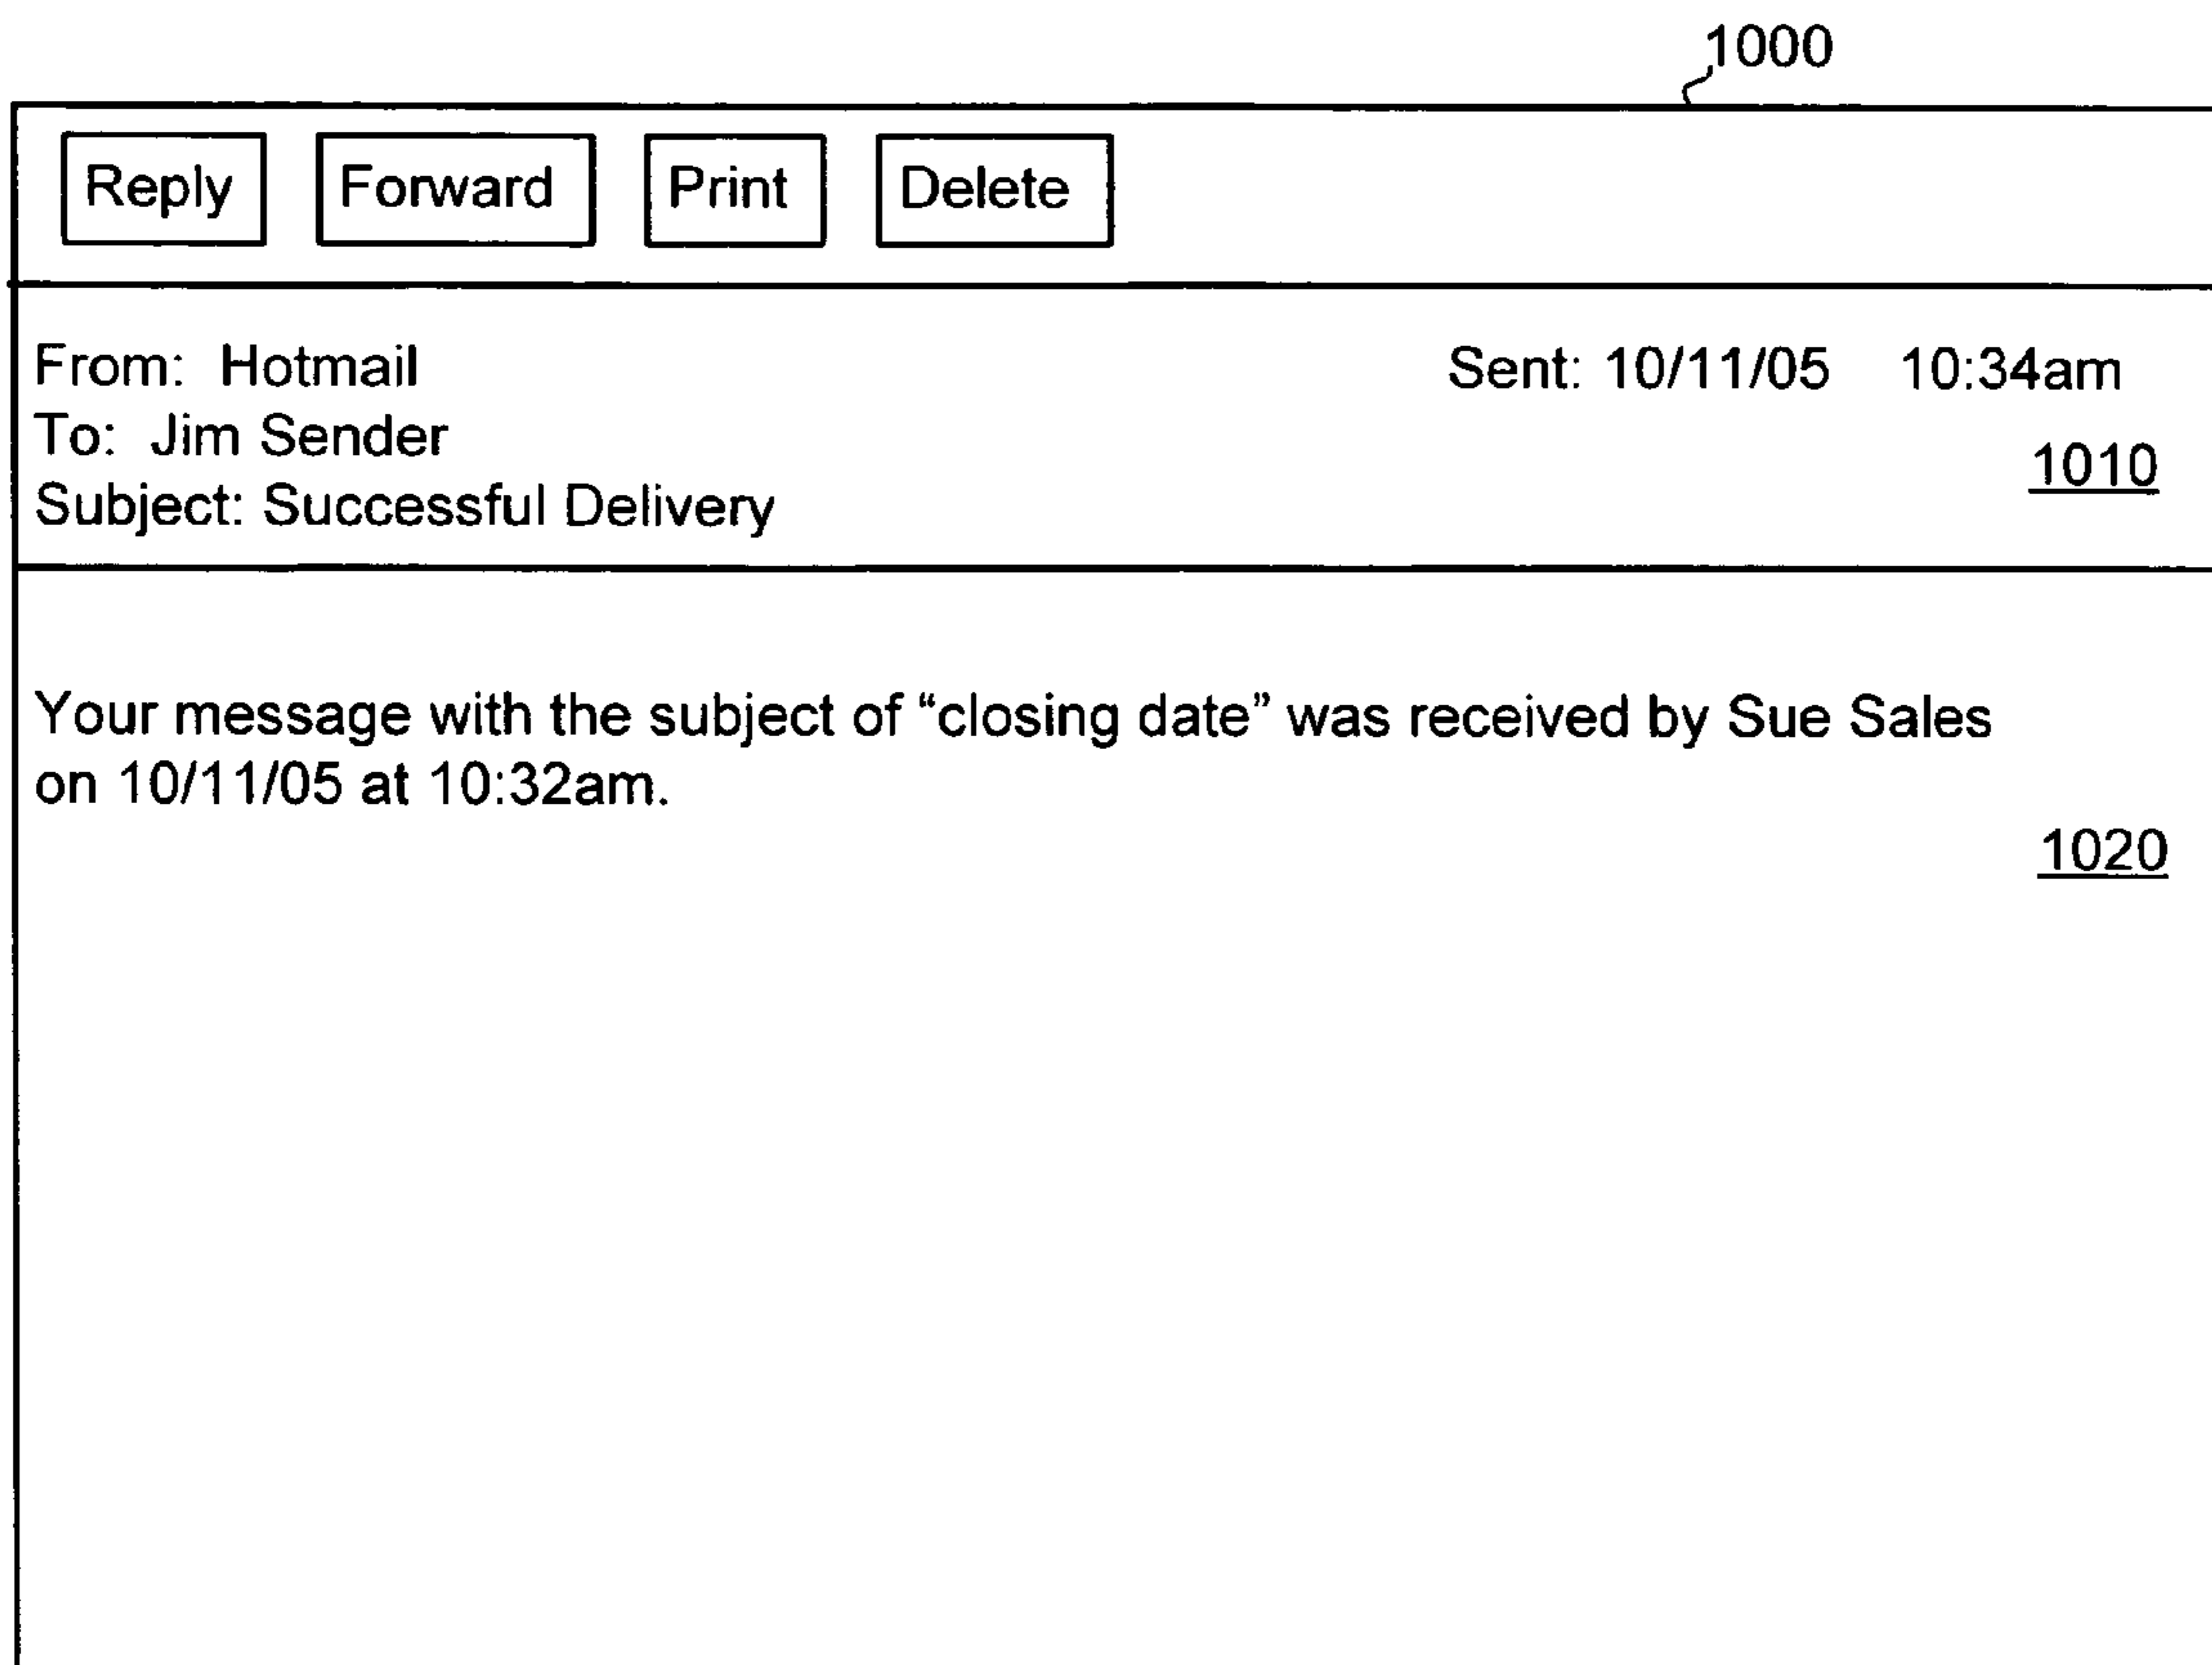 1000
Reply Forward Print Delete
From: Hotmail Sent: 10/11/05 10:34am
To: Jim Sender
1010
Subject: Successful Delivery
Your message with the subject of “closing date” was received by Sue Sales
on 10/11/05 at 10:32am.
1020